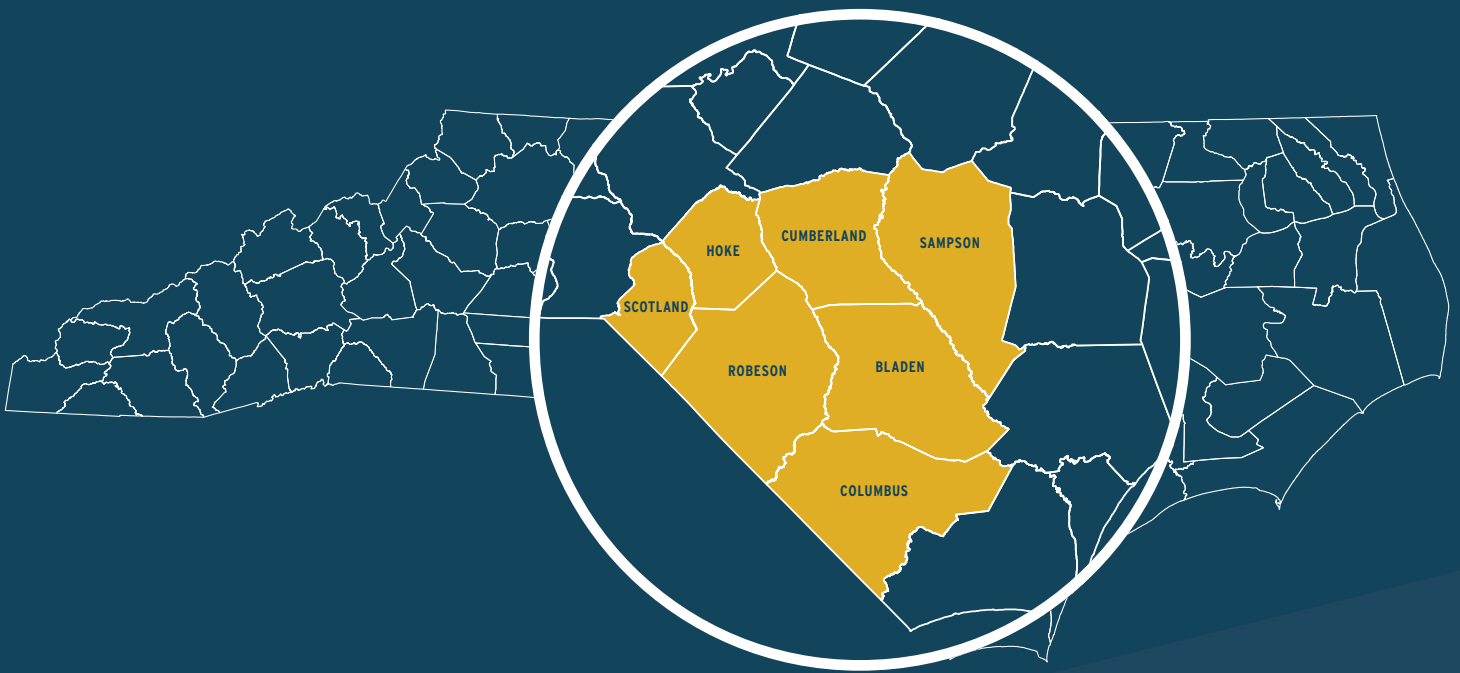 CUMBERLAND
SAMPSON
HOKE
SCOTLAND
ROBESON
BLADEN
COLUMBUS